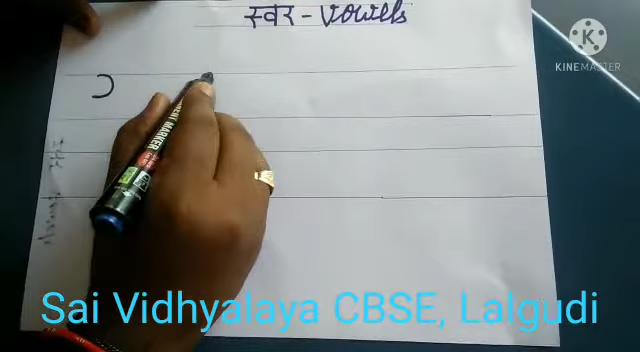 स्वर - vowels
KINEMASTER
Sai Vidhyalaya CBSE, Lalgudi